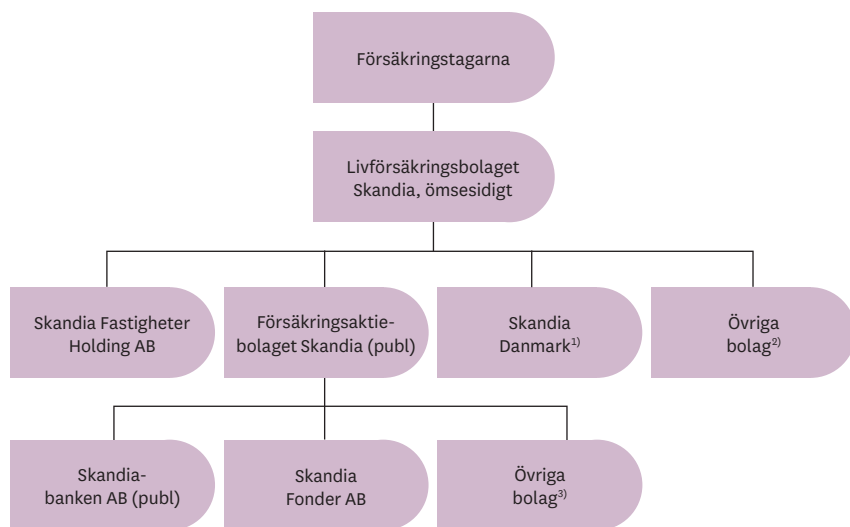 Försäkringstagarna
Livförsäkringsbolaget
Skandia, ömsesidigt
Skandia Fastigheter
Holding AB
Försäkringsaktie-
bolaget Skandia (publ)
Skandia
Danmark1)
Övriga
bolag2)
Skandia-
banken AB (publ)
Skandia
Fonder AB
Övriga
bolag3)